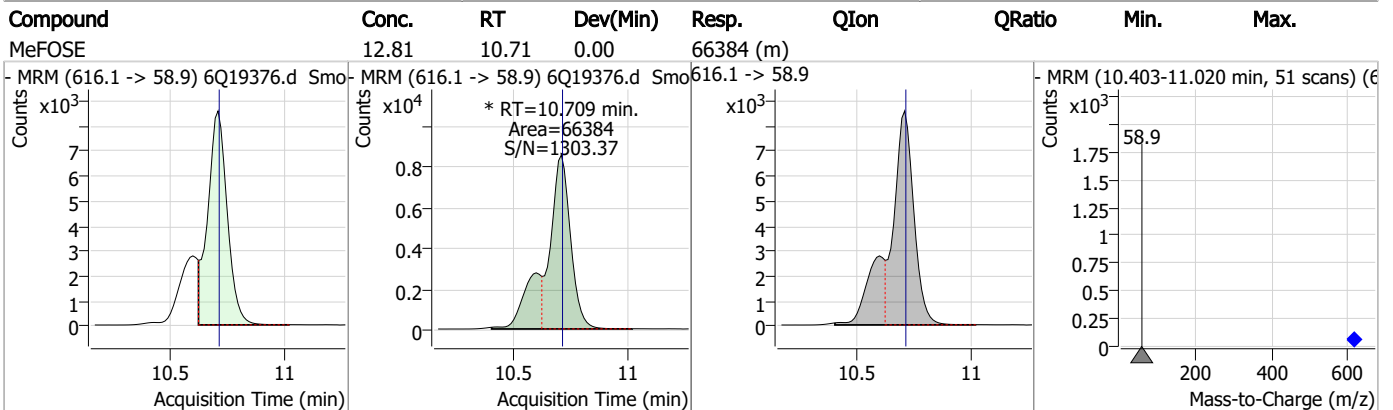 Compound Conc. RT Dev(Min) Resp. QIon QRatio Min. Max.
MeFOSE 12.81 10.71 0.00 66384 (m)
- MRM (616.1 -> 58.9) 6Q19376.d Smo
Counts
x10³
7
6
5
4
3
2
1
0
10.5 11
Acquisition Time (min)
- MRM (616.1 -> 58.9) 6Q19376.d Smo
Counts
x10⁴
* RT=10.709 min.
Area=66384
S/N=1303.37
0.8
0.6
0.4
0.2
0
10.5 11
Acquisition Time (min)
616.1 -> 58.9
Counts
x10³
7
6
5
4
3
2
1
0
10.5 11
Acquisition Time (min)
- MRM (10.403-11.020 min, 51 scans) (6
Counts
x10³
58.9
1.75
1.5
1.25
1
0.75
0.5
0.25
0
200 400 600
Mass-to-Charge (m/z)